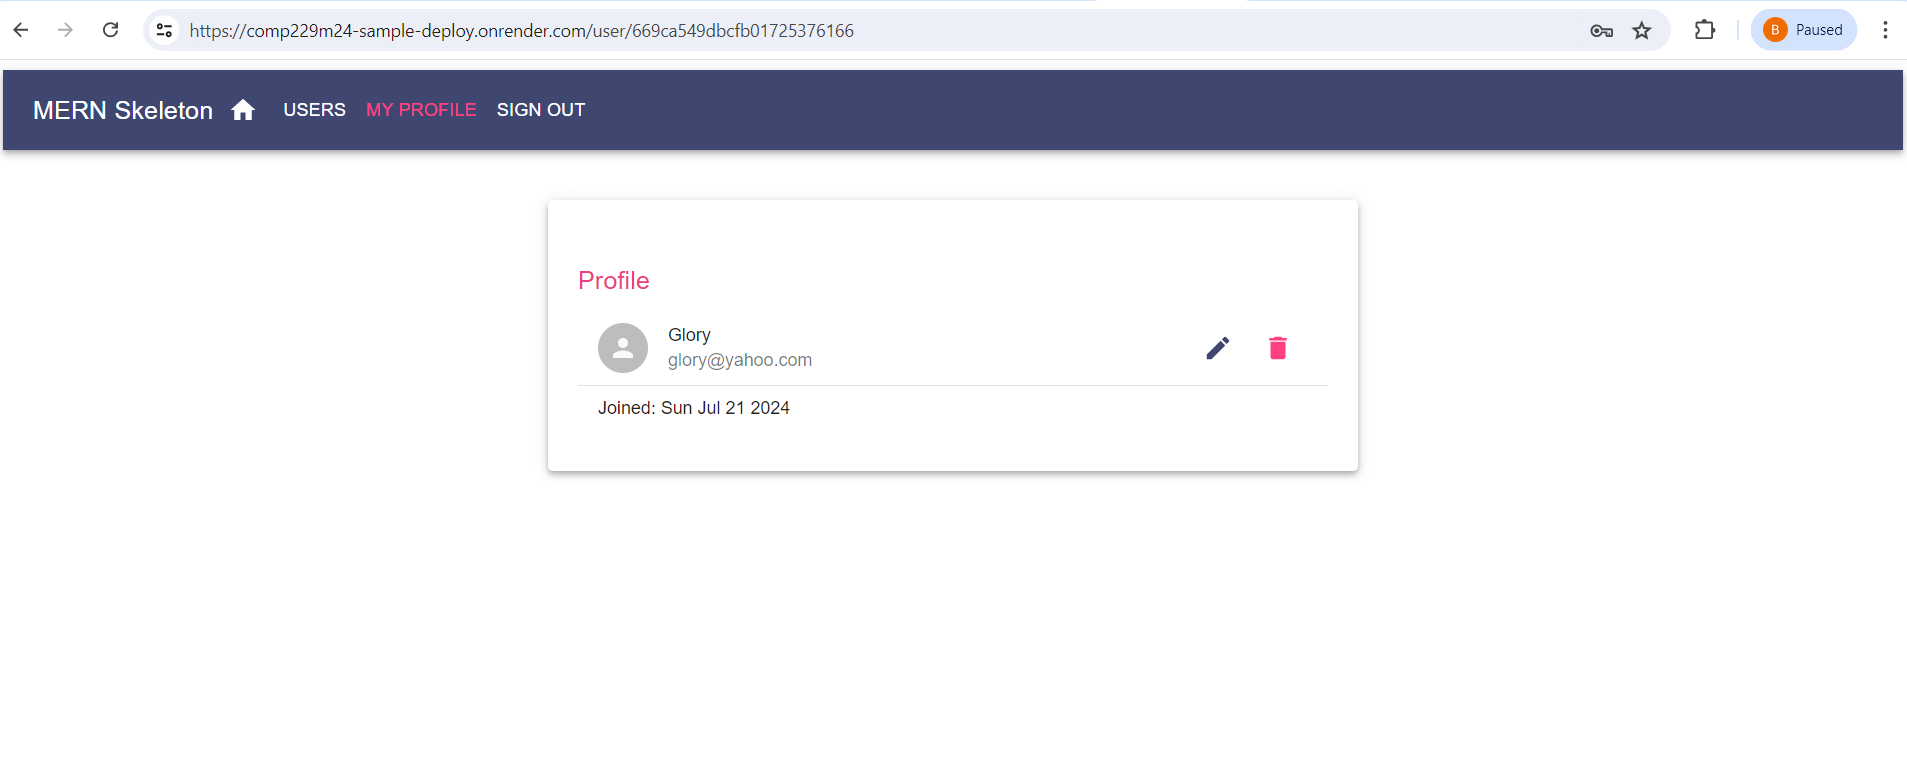 https://comp229m24-sample-deploy.onrender.com/user/669ca549dbcfb01725376166
B Paused
MERN Skeleton USERS MY PROFILE SIGN OUT
Profile
Glory
glory@yahoo.com
Joined: Sun Jul 21 2024